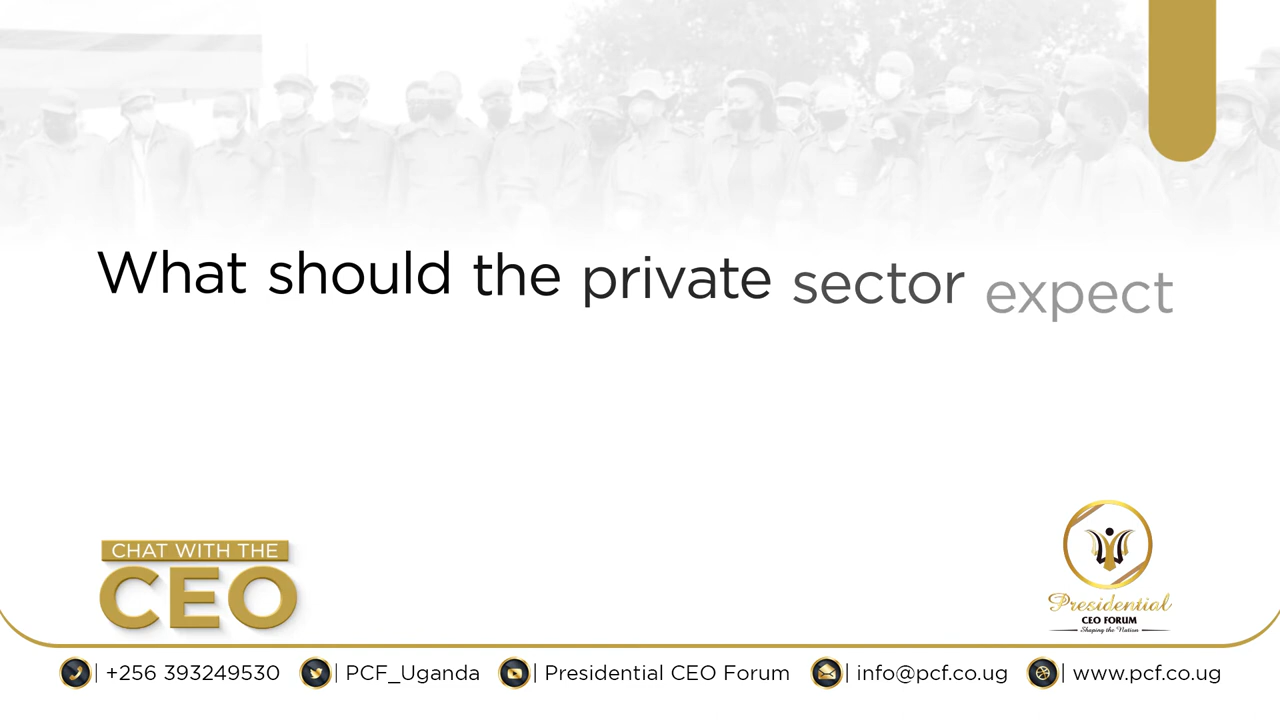 What should the private sector expect
CHAT WITH THE
CEO
Presidential
CEO FORUM
Shaping the Nation
| +256 393249530 | PCF_Uganda | Presidential CEO Forum | info@pcf.co.ug | www.pcf.co.ug